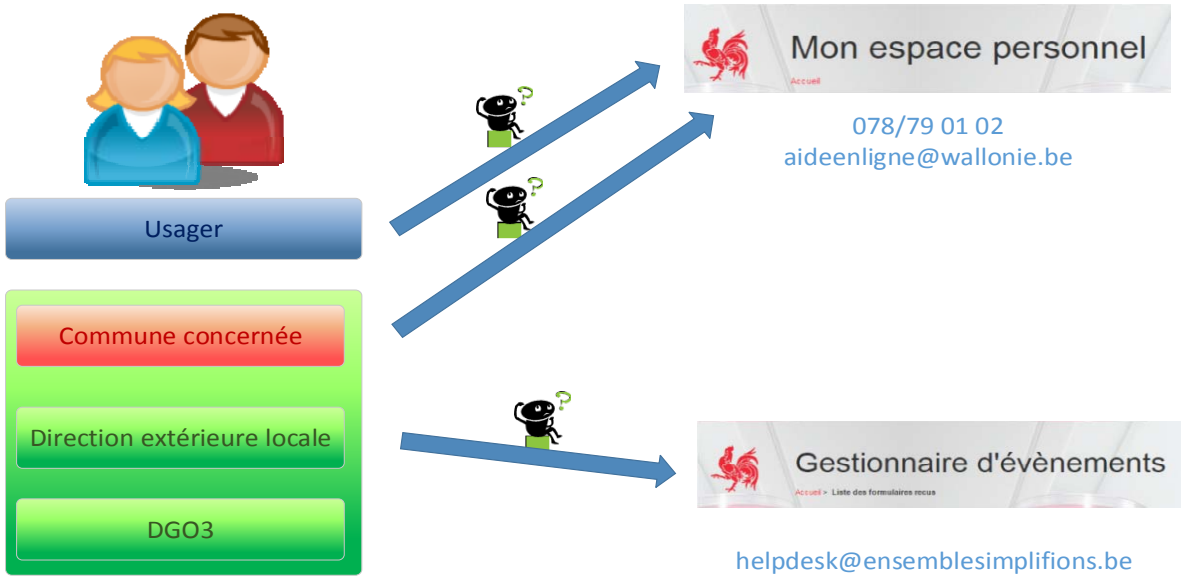 Mon espace personnel
Accueil
078/79 01 02
aideenligne@wallonie.be
?
?
Usager
Commune concernée
Direction extérieure locale
DGO3
?
Gestionnaire d'évènements
Accueil > Liste des formulaires recus
helpdesk@ensemblesimplifions.be